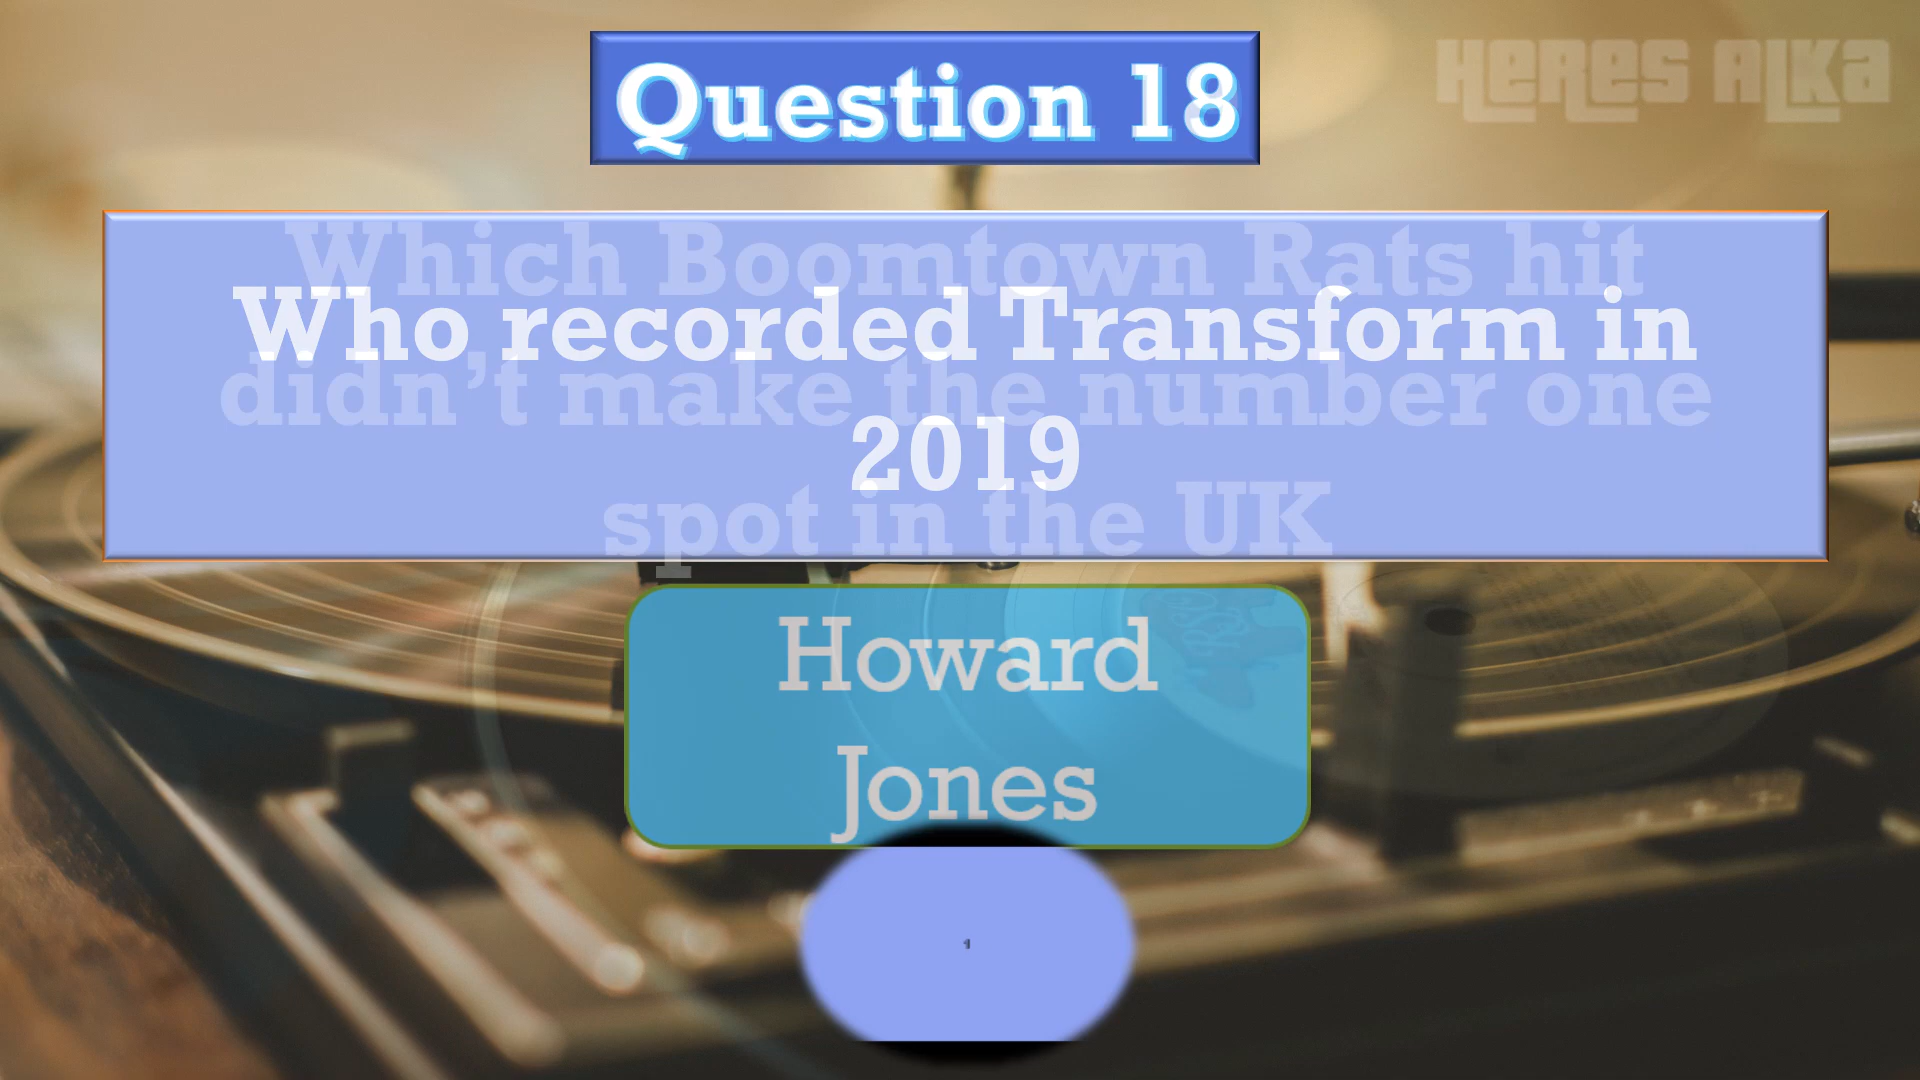 Question 18
HERES ALKA
Which Boomtown Rats hit
Who recorded Transform in
didn't make the number one
2019
spot in the UK
Howard
Jones
1